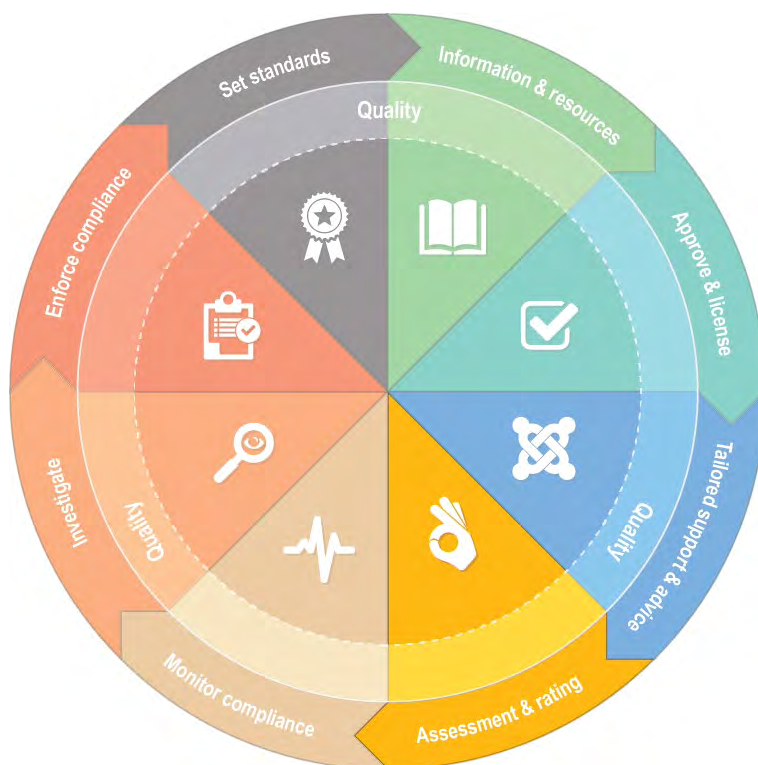 Set standards
Information & resources
Quality
Approve & license
Enforce compliance
Tailored support & advice
Quality
Investigate
Quality
Monitor compliance
Assessment & rating